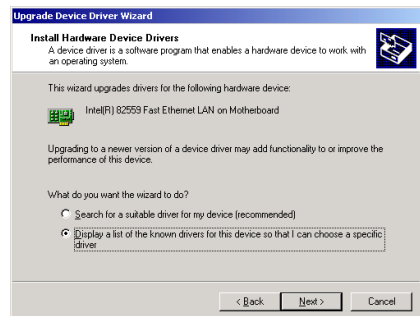 Upgrade Device Driver Wizard
Install Hardware Device Drivers
A device driver is a software program that enables a hardware device to work with
an operating system.
This wizard upgrades drivers for the following hardware device:
Intel(R) 82559 Fast Ethernet LAN on Motherboard
Upgrading to a newer version of a device driver may add functionality to or improve the
performance of this device.
What do you want the wizard to do?
Search for a suitable driver for my device (recommended)
Display a list of the known drivers for this device so that I can choose a specific
driver
< Back
Next >
Cancel